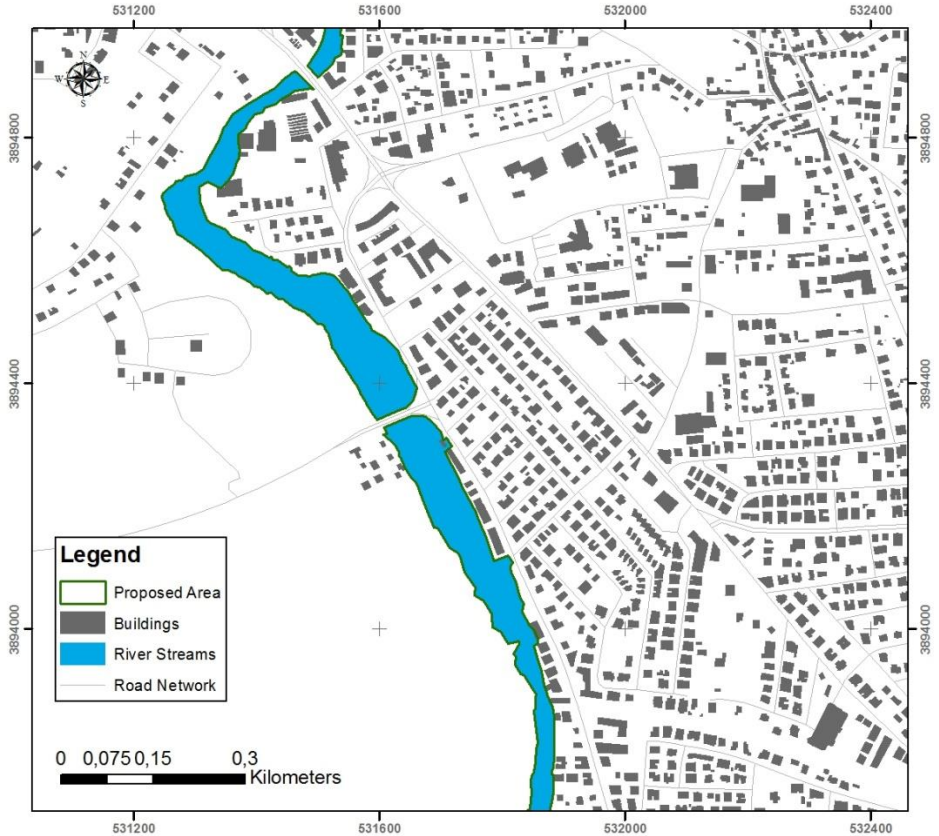 531200 531600 532000 532400
N
W E
S
3894800
3894800
3894400
3894400
Legend
Proposed Area
Buildings
River Streams
Road Network
3894000
3894000
0 0,075 0,15 0,3
Kilometers
531200 531600 532000 532400